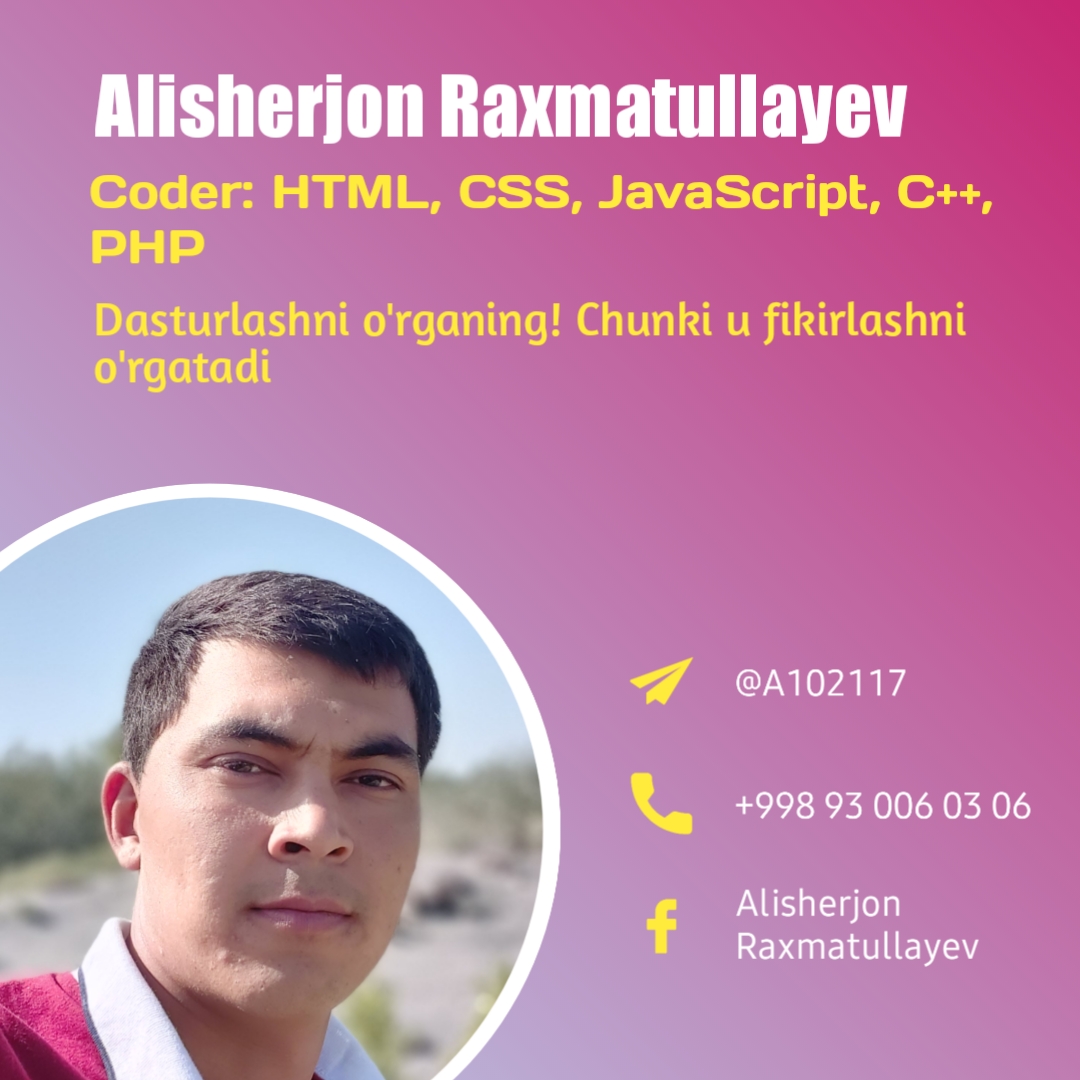 Alisherjon Raxmatullayev
Coder: HTML, CSS, JavaScript, C++,
PHP
Dasturlashni o'rganing! Chunki u fikirlashni
o'rgatadi
@A102117
+998 93 006 03 06
Alisherjon
Raxmatullayev